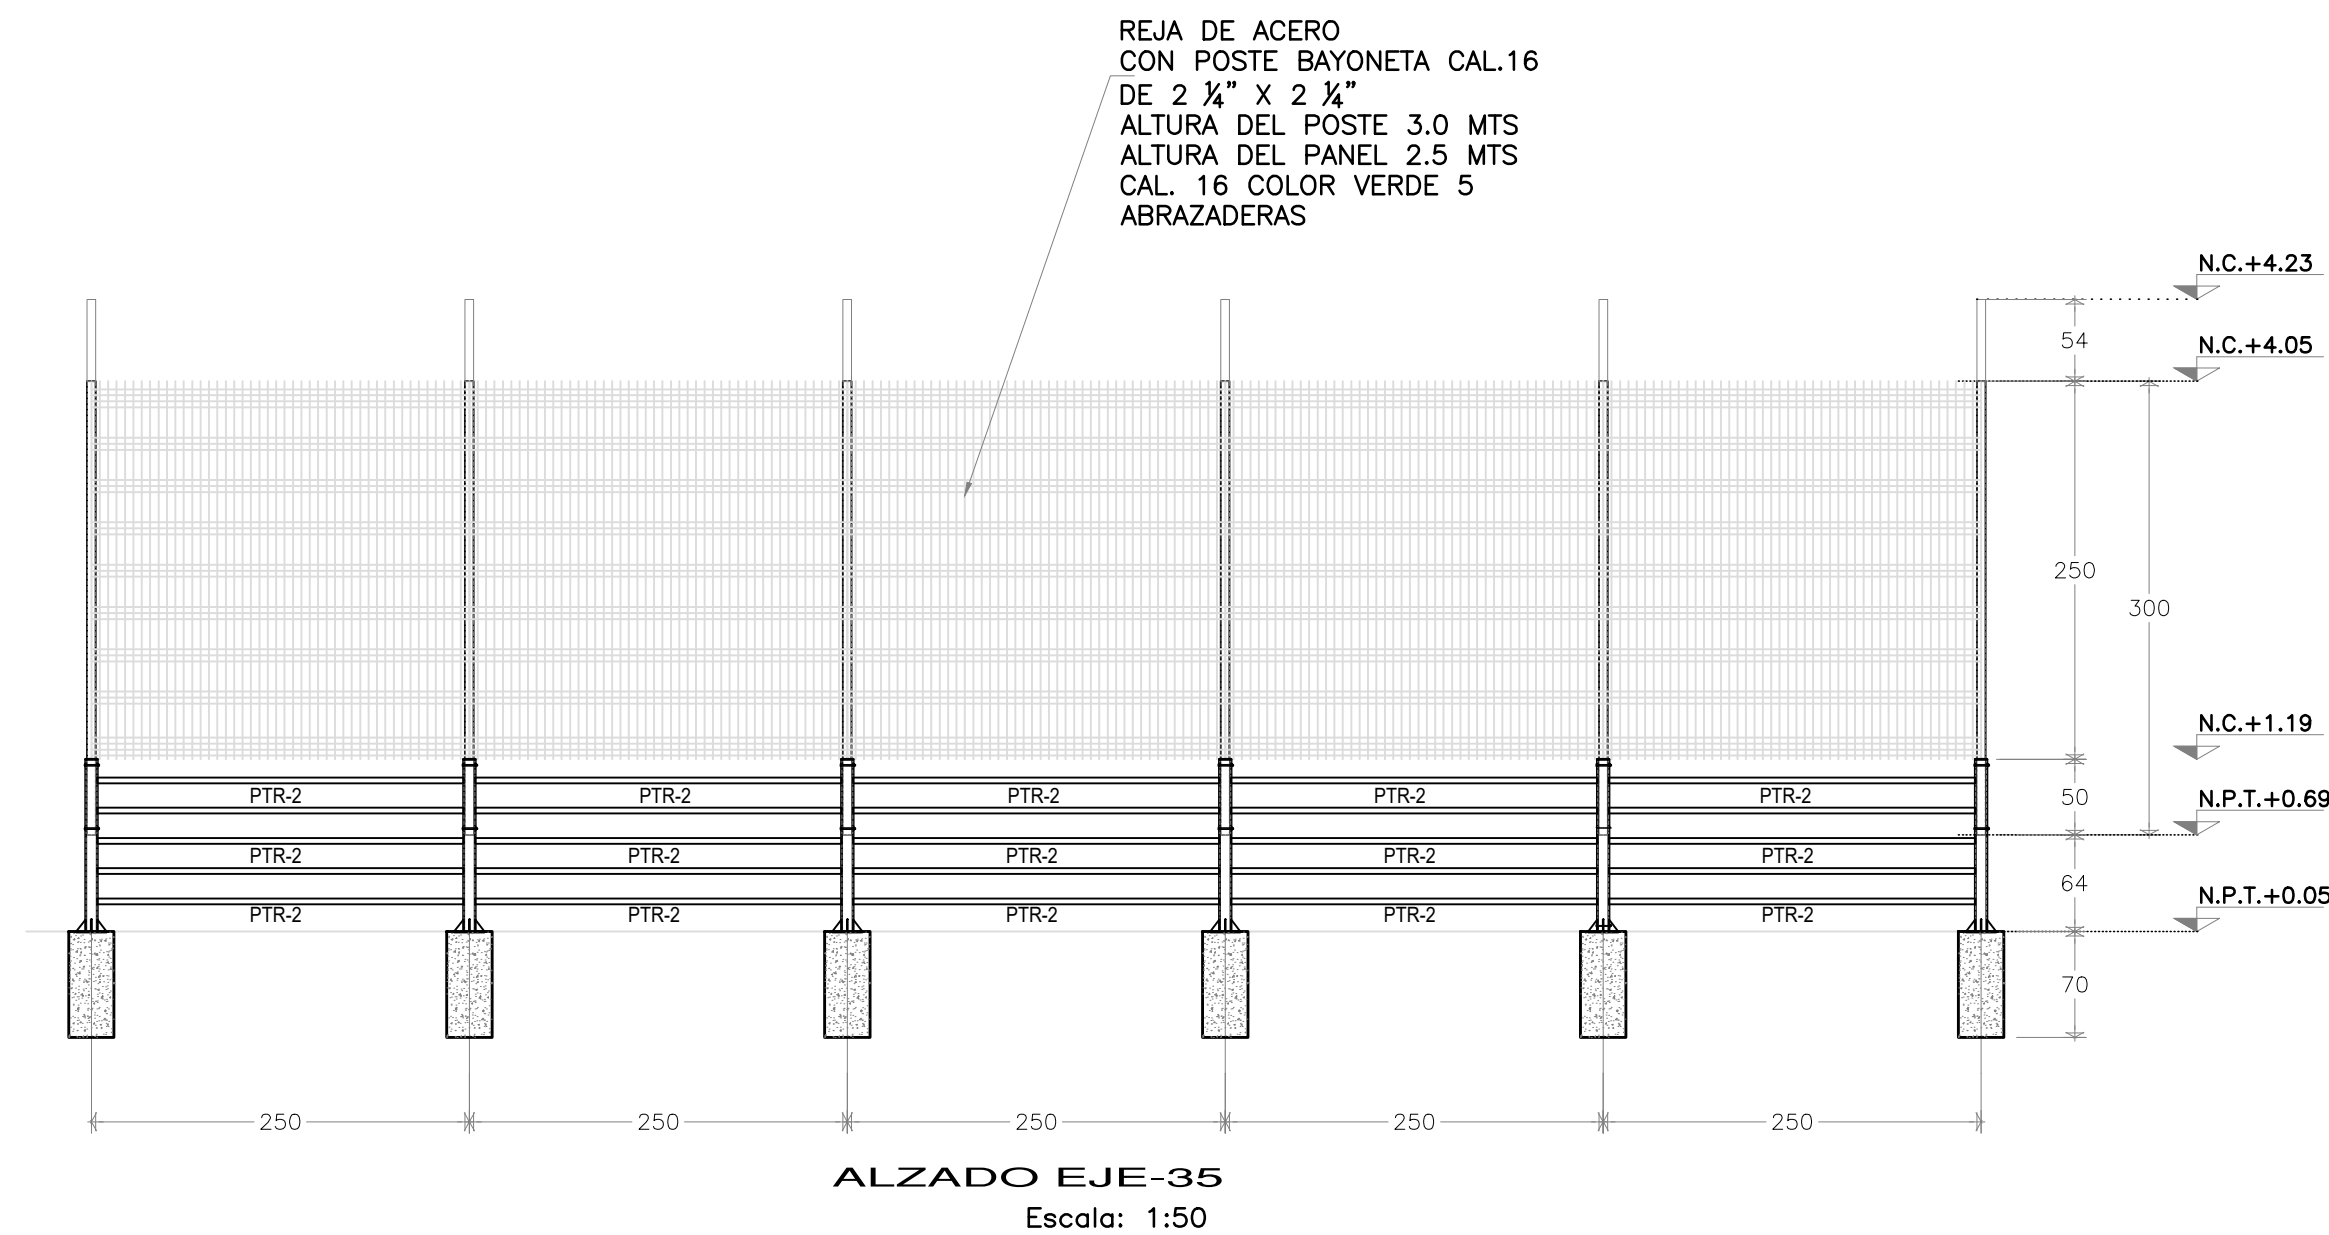 REJA DE ACERO
CON POSTE BAYONETA CAL.16
DE 2 ¼” X 2 ¼”
ALTURA DEL POSTE 3.0 MTS
ALTURA DEL PANEL 2.5 MTS
CAL. 16 COLOR VERDE 5
ABRAZADERAS
N.C.+4.23
54
N.C.+4.05
250
300
N.C.+1.19
PTR-2 PTR-2 PTR-2 PTR-2 PTR-2
50
N.P.T.+0.69
PTR-2 PTR-2 PTR-2 PTR-2 PTR-2
64
N.P.T.+0.05
PTR-2 PTR-2 PTR-2 PTR-2 PTR-2
70
250 250 250 250 250
ALZADO EJE-35
Escala: 1:50